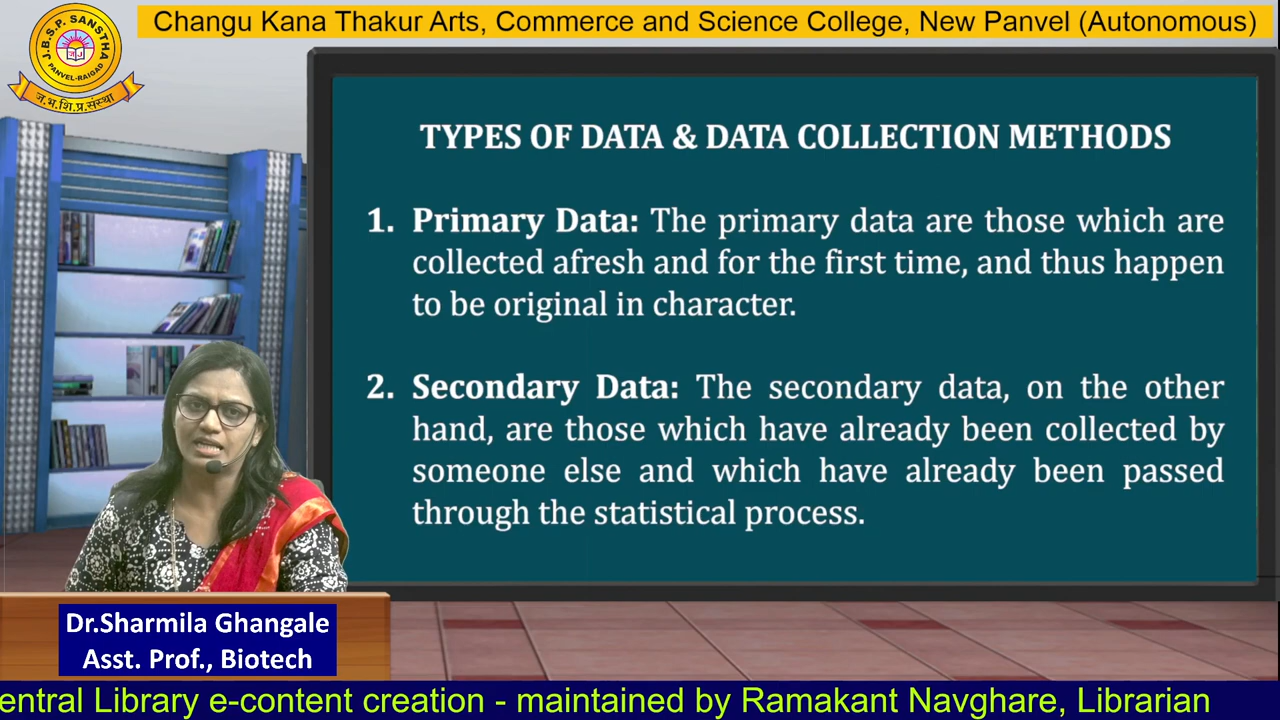 Changu Kana Thakur Arts, Commerce and Science College, New Panvel (Autonomous)
J.B.S.P. SANSTHA
PANVEL-RAIGAD
ज.भ.शि.प्र.संस्था
TYPES OF DATA & DATA COLLECTION METHODS
1. Primary Data: The primary data are those which are
collected afresh and for the first time, and thus happen
to be original in character.
2. Secondary Data: The secondary data, on the other
hand, are those which have already been collected by
someone else and which have already been passed
through the statistical process.
Dr.Sharmila Ghangale
Asst. Prof., Biotech
entral Library e-content creation - maintained by Ramakant Navghare, Librarian